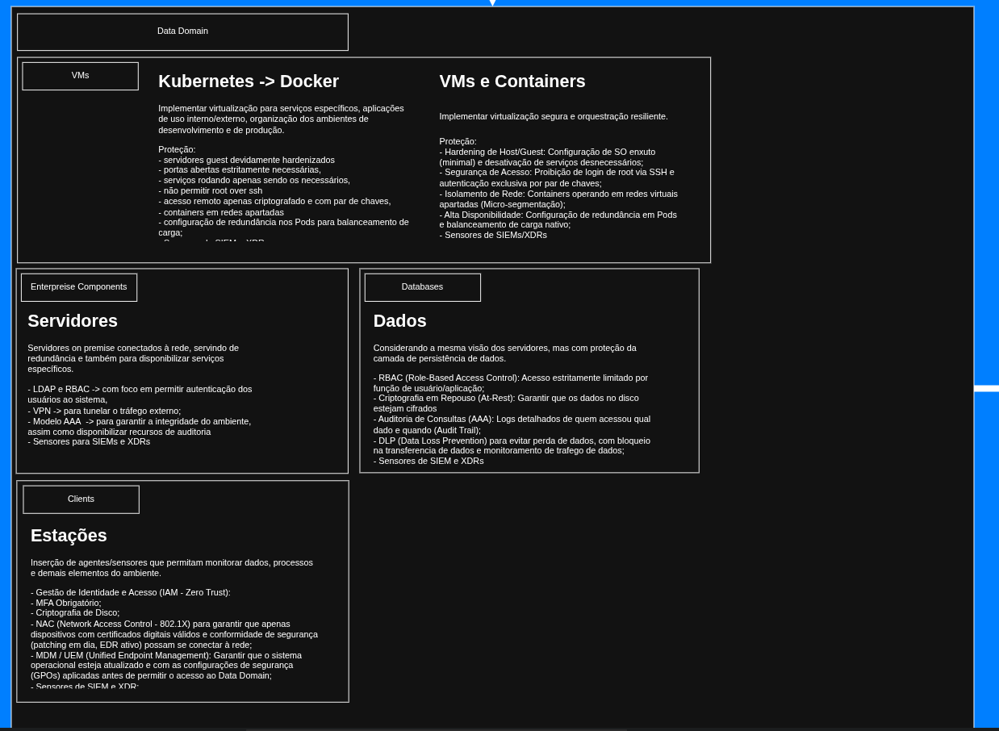 Data Domain
VMs
Kubernetes -> Docker
Implementar virtualização para serviços específicos, aplicações
de uso interno/externo, organização dos ambientes de
desenvolvimento e de produção.
Proteção:
- servidores guest devidamente hardenizados
- portas abertas estritamente necessárias,
- serviços rodando apenas sendo os necessários,
- não permitir root over ssh
- acesso remoto apenas criptografado e com par de chaves,
- containers em redes apartadas
- configuração de redundância nos Pods para balanceamento de
carga;
VMs e Containers
Implementar virtualização segura e orquestração resiliente.
Proteção:
- Hardening de Host/Guest: Configuração de SO enxuto
(minimal) e desativação de serviços desnecessários;
- Segurança de Acesso: Proibição de login de root via SSH e
autenticação exclusiva por par de chaves;
- Isolamento de Rede: Containers operando em redes virtuais
apartadas (Micro-segmentação);
- Alta Disponibilidade: Configuração de redundância em Pods
e balanceamento de carga nativo;
- Sensores de SIEMs/XDRs
Enterpreise Components
Servidores
Servidores on premise conectados à rede, servindo de
redundância e também para disponibilizar serviços
específicos.
- LDAP e RBAC -> com foco em permitir autenticação dos
usuários ao sistema,
- VPN -> para tunelar o tráfego externo;
- Modelo AAA  -> para garantir a integridade do ambiente,
assim como disponibilizar recursos de auditoria
- Sensores para SIEMs e XDRs
Databases
Dados
Considerando a mesma visão dos servidores, mas com proteção da
camada de persistência de dados.
- RBAC (Role-Based Access Control): Acesso estritamente limitado por
função de usuário/aplicação;
- Criptografia em Repouso (At-Rest): Garantir que os dados no disco
estejam cifrados
- Auditoria de Consultas (AAA): Logs detalhados de quem acessou qual
dado e quando (Audit Trail);
- DLP (Data Loss Prevention) para evitar perda de dados, com bloqueio
na transferencia de dados e monitoramento de trafego de dados;
- Sensores de SIEM e XDRs
Clients
Estações
Inserção de agentes/sensores que permitam monitorar dados, processos
e demais elementos do ambiente.
- Gestão de Identidade e Acesso (IAM - Zero Trust):
- MFA Obrigatório;
- Criptografia de Disco;
- NAC (Network Access Control - 802.1X) para garantir que apenas
dispositivos com certificados digitais válidos e conformidade de segurança
(patching em dia, EDR ativo) possam se conectar à rede;
- MDM / UEM (Unified Endpoint Management): Garantir que o sistema
operacional esteja atualizado e com as configurações de segurança
(GPOs) aplicadas antes de permitir o acesso ao Data Domain;
- Sensores de SIEM e XDR;